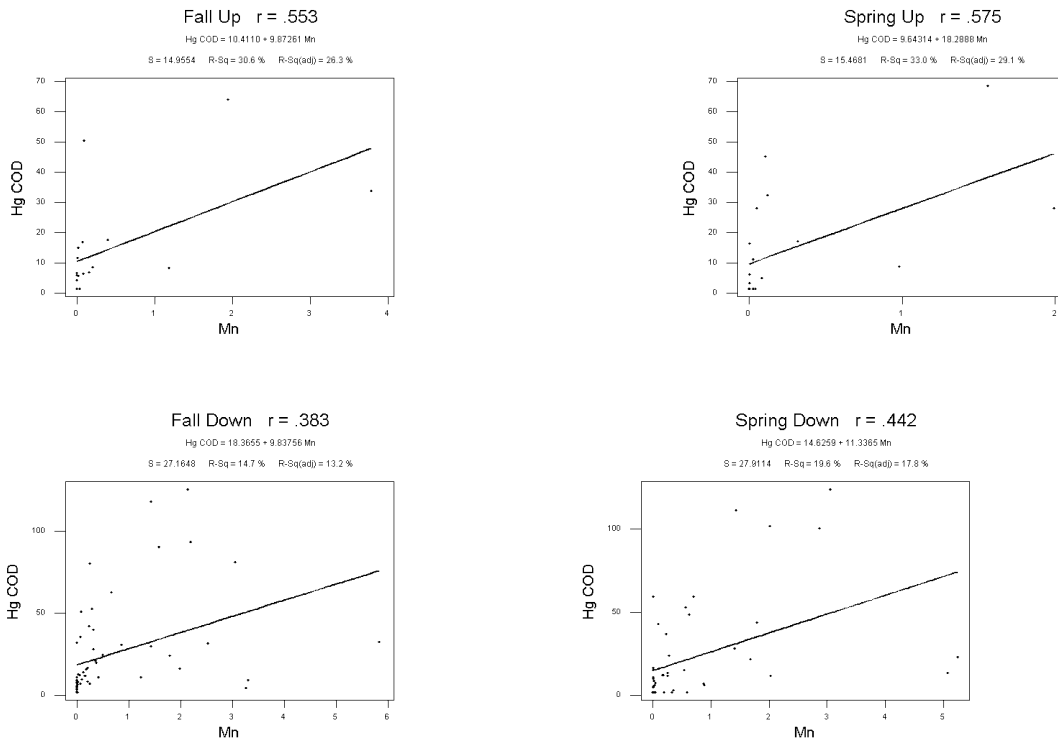 Fall Up r = .553
Hg COD = 10.4110 + 9.87261 Mn
S = 14.9554 R-Sq = 30.6 % R-Sq(adj) = 26.3 %
70
60
50
40
30
20
10
0
Hg COD
0 1 2 3 4
Mn
Spring Up r = .575
Hg COD = 9.64314 + 18.2888 Mn
S = 15.4681 R-Sq = 33.0 % R-Sq(adj) = 29.1 %
70
60
50
40
30
20
10
0
Hg COD
0 1 2
Mn
Fall Down r = .383
Hg COD = 18.3655 + 9.83756 Mn
S = 27.1648 R-Sq = 14.7 % R-Sq(adj) = 13.2 %
100
50
0
Hg COD
0 1 2 3 4 5 6
Mn
Spring Down r = .442
Hg COD = 14.6259 + 11.3365 Mn
S = 27.9114 R-Sq = 19.6 % R-Sq(adj) = 17.8 %
100
50
0
Hg COD
0 1 2 3 4 5
Mn